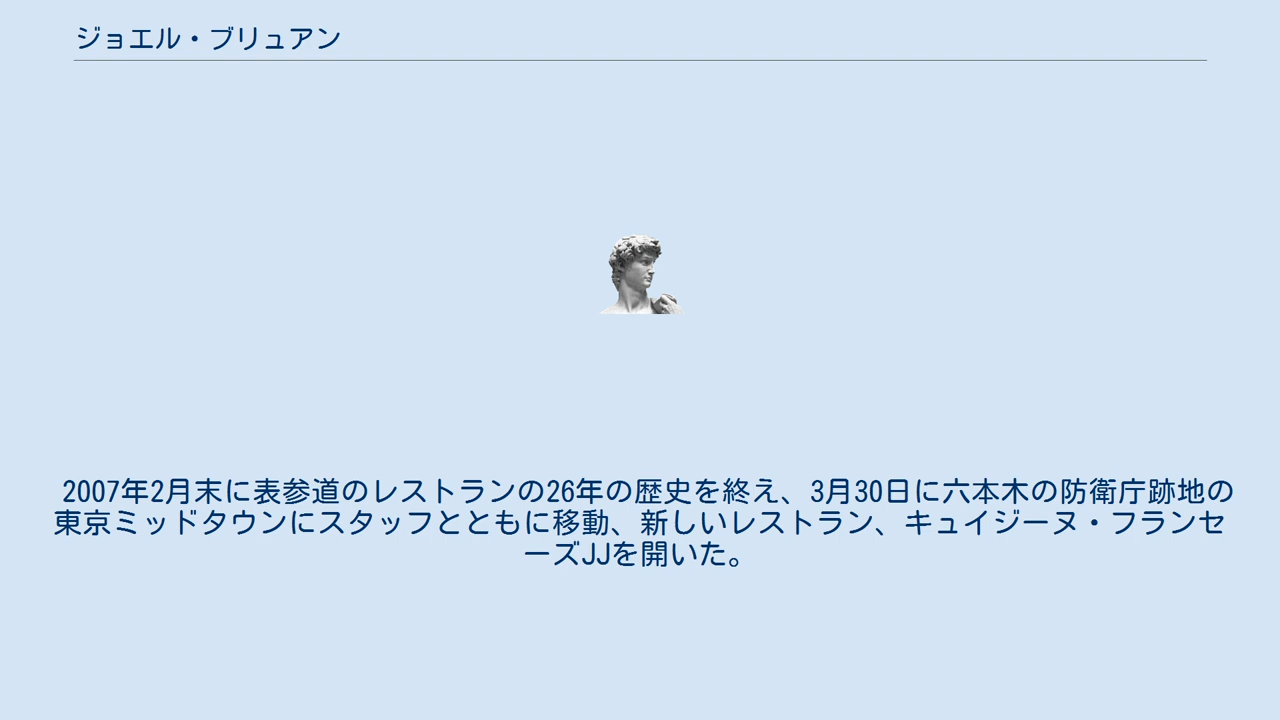 ジョエル・ブリュアン
2007年2月末に表参道のレストランの26年の歴史を終え、3月30日に六本木の防衛庁跡地の
東京ミッドタウンにスタッフとともに移動、新しいレストラン、キュイジーヌ・フランセ
ーズJJを開いた。